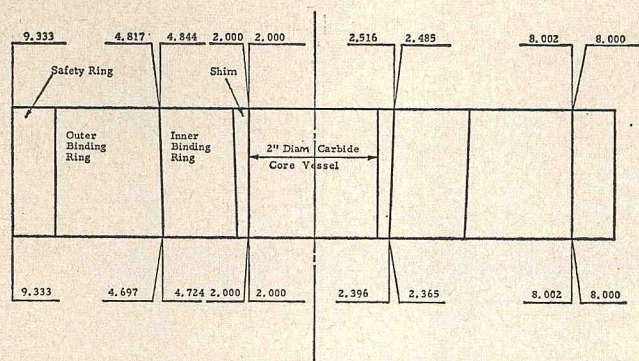 9.333 4.817 4.844 2.000 2.000 2.516 2.485 8.002 8.000
Safety Ring
Shim
Outer
Binding
Ring
Inner
Binding
Ring
2" Diam Carbide
Core Vessel
9.333 4.697 4.724 2.000 2.000 2.396 2.365 8.002 8.000